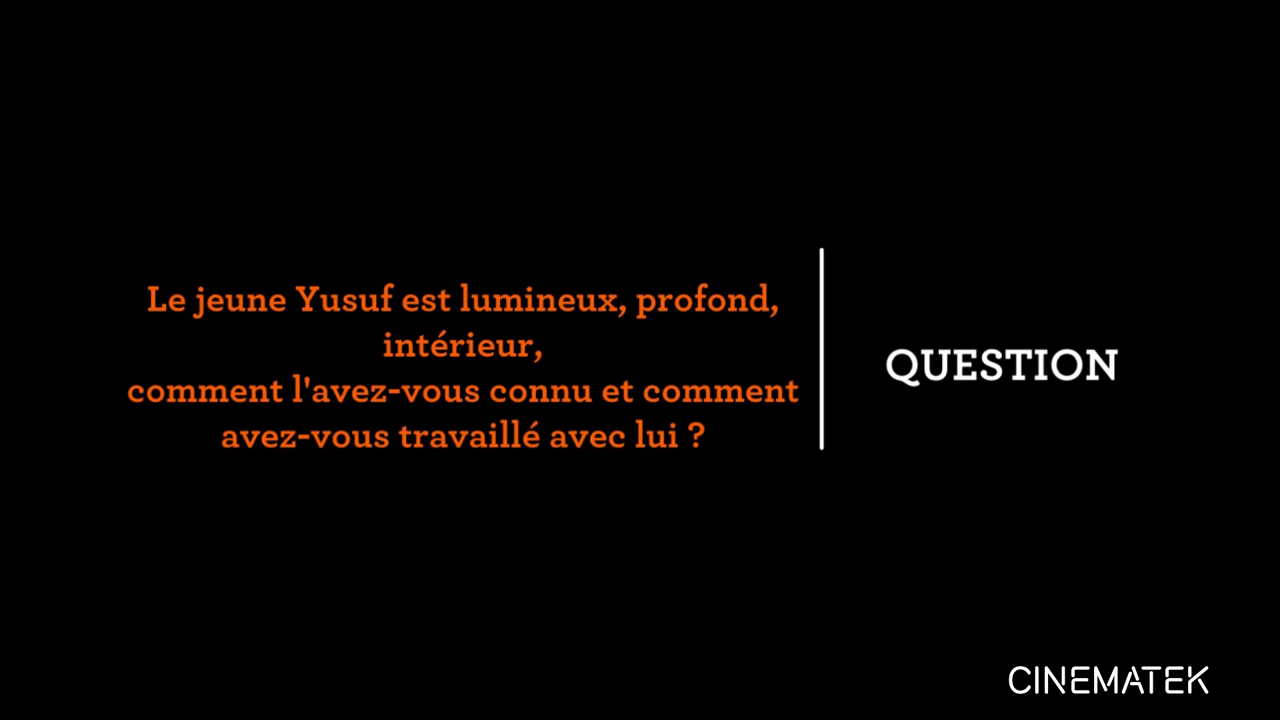 Le jeune Yusuf est lumineux, profond,
intérieur,
comment l'avez-vous connu et comment
avez-vous travaillé avec lui ?
QUESTION
CINEMATEK